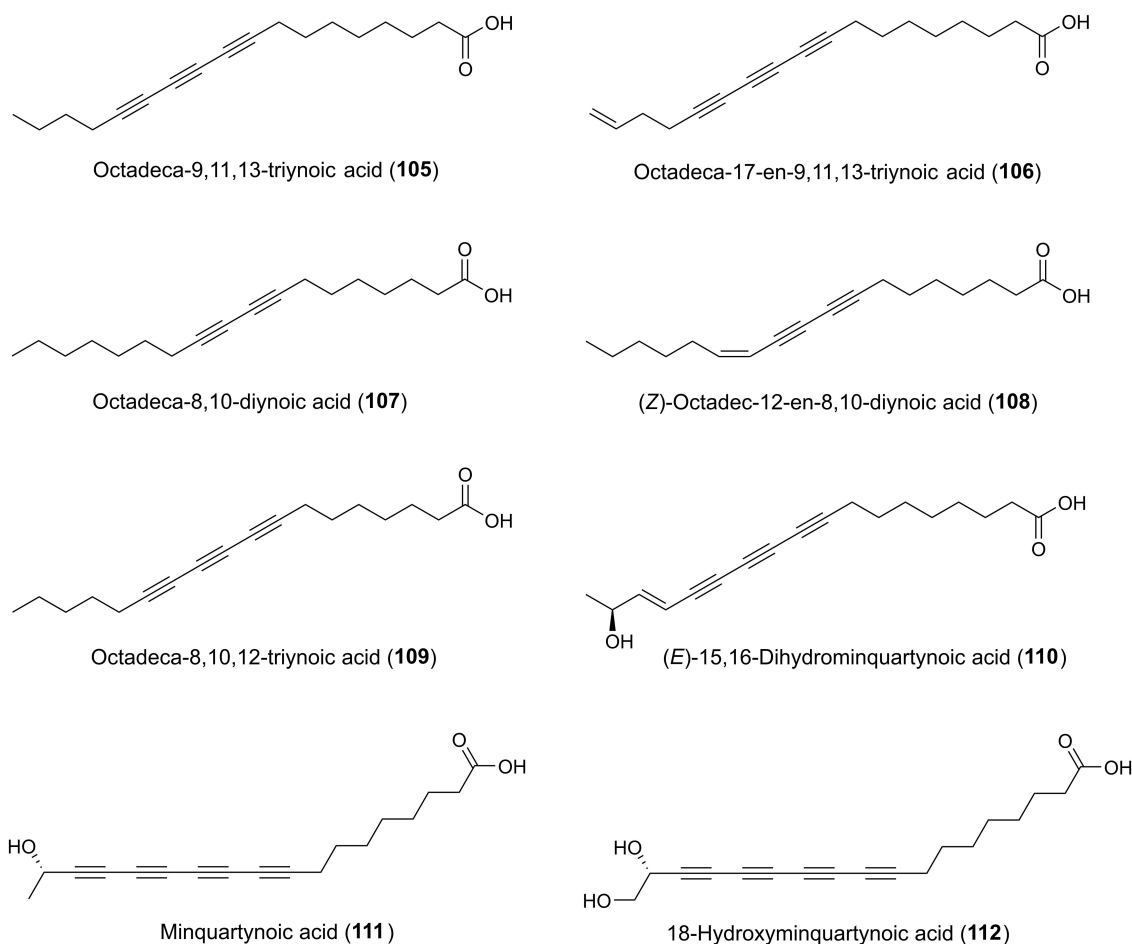 OH
O
Octadeca-9,11,13-triynoic acid (105)
OH
O
Octadeca-17-en-9,11,13-triynoic acid (106)
O
OH
Octadeca-8,10-diynoic acid (107)
O
OH
(Z)-Octadec-12-en-8,10-diynoic acid (108)
O
OH
Octadeca-8,10,12-triynoic acid (109)
OH
O
OH
(E)-15,16-Dihydrominquartynoic acid (110)
O
OH
HO
Minquartynoic acid (111)
O
OH
HO
HO
18-Hydroxyminquartynoic acid (112)